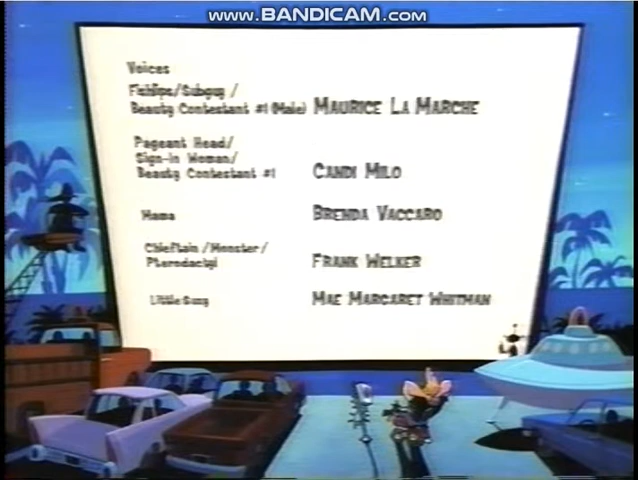 www.BANDICAM.com
Voices
Fishlips/Subguy/
Beauty Contestant #1 (Male) MAURICE LA MARCHE
Pageant Head/
Sign-in Woman/
Beauty Contestant #1 CANDI MILO
Mama BRENDA VACCARO
Chieftain/Monster/
Pterodactyl FRANK WELKER
Little Suzy MAE MARGARET WHITMAN